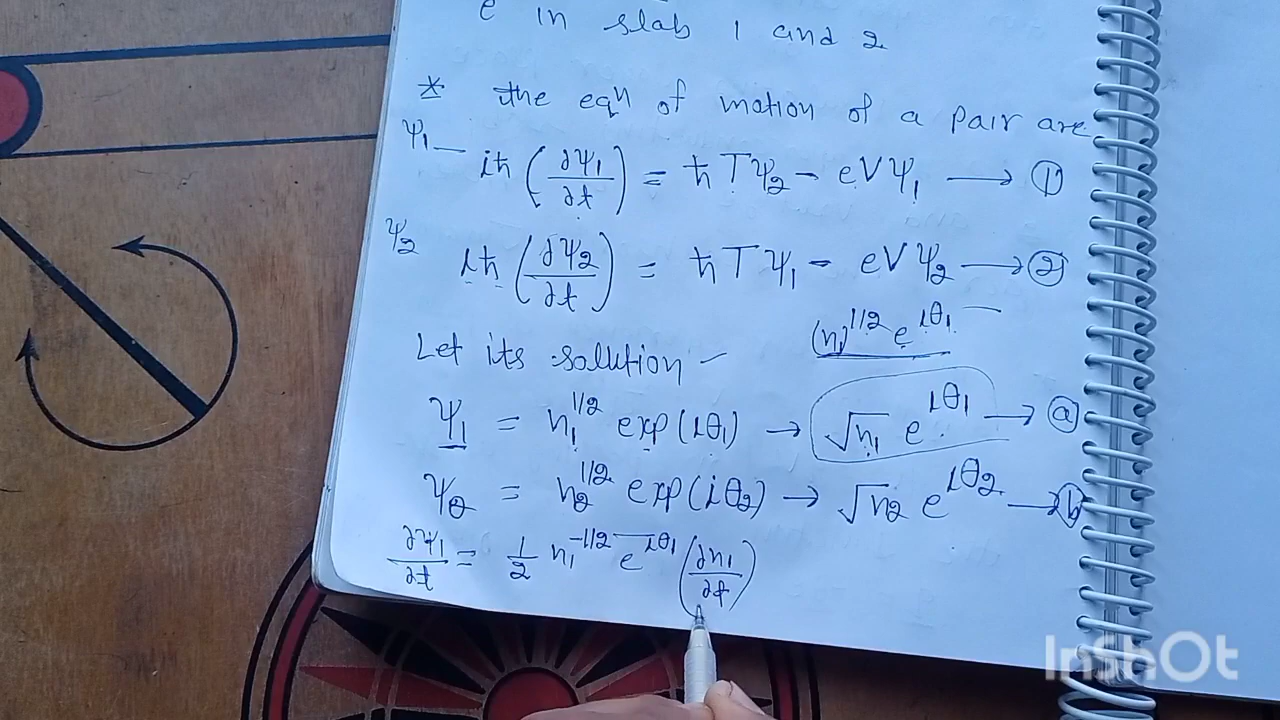 e in slab 1 and 2
* the eqn of motion of a pair are
ψ₁— iħ (∂ψ₁/∂t) = ħTψ₂ - eVψ₁ → ①
ψ₂ iħ (∂ψ₂/∂t) = ħTψ₁ - eVψ₂ → ②
Let its solution – (n₁)^1/2 e^iθ₁ —
ψ₁ = n₁^1/2 exp(iθ₁) → √n₁ e^iθ₁ → ⓐ
ψ₂ = n₂^1/2 exp(iθ₂) → √n₂ e^iθ₂ → ⓑ
∂ψ₁/∂t = 1/2 n₁^-1/2 e^iθ₁ (∂n₁/∂t)
InshOt